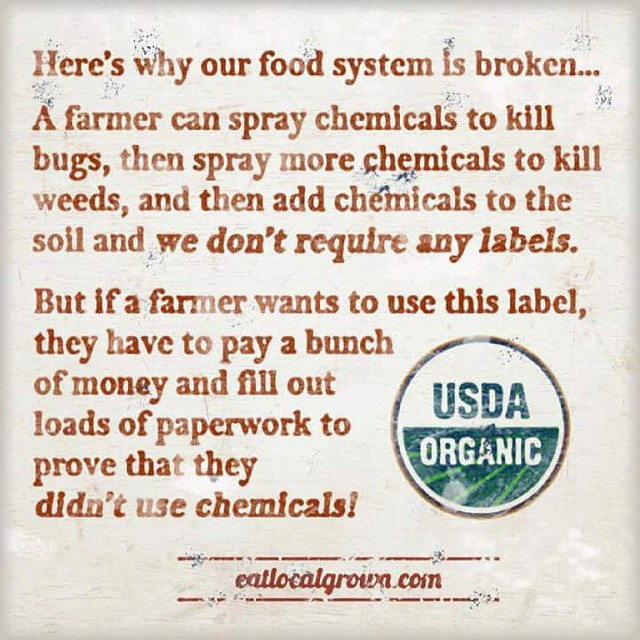 Here's why our food system is broken...
A farmer can spray chemicals to kill
bugs, then spray more chemicals to kill
weeds, and then add chemicals to the
soil and we don't require any labels.
But if a farmer wants to use this label,
they have to pay a bunch
of money and fill out
loads of paperwork to
prove that they
didn't use chemicals!
USDA
ORGANIC
eatlocalgrown.com